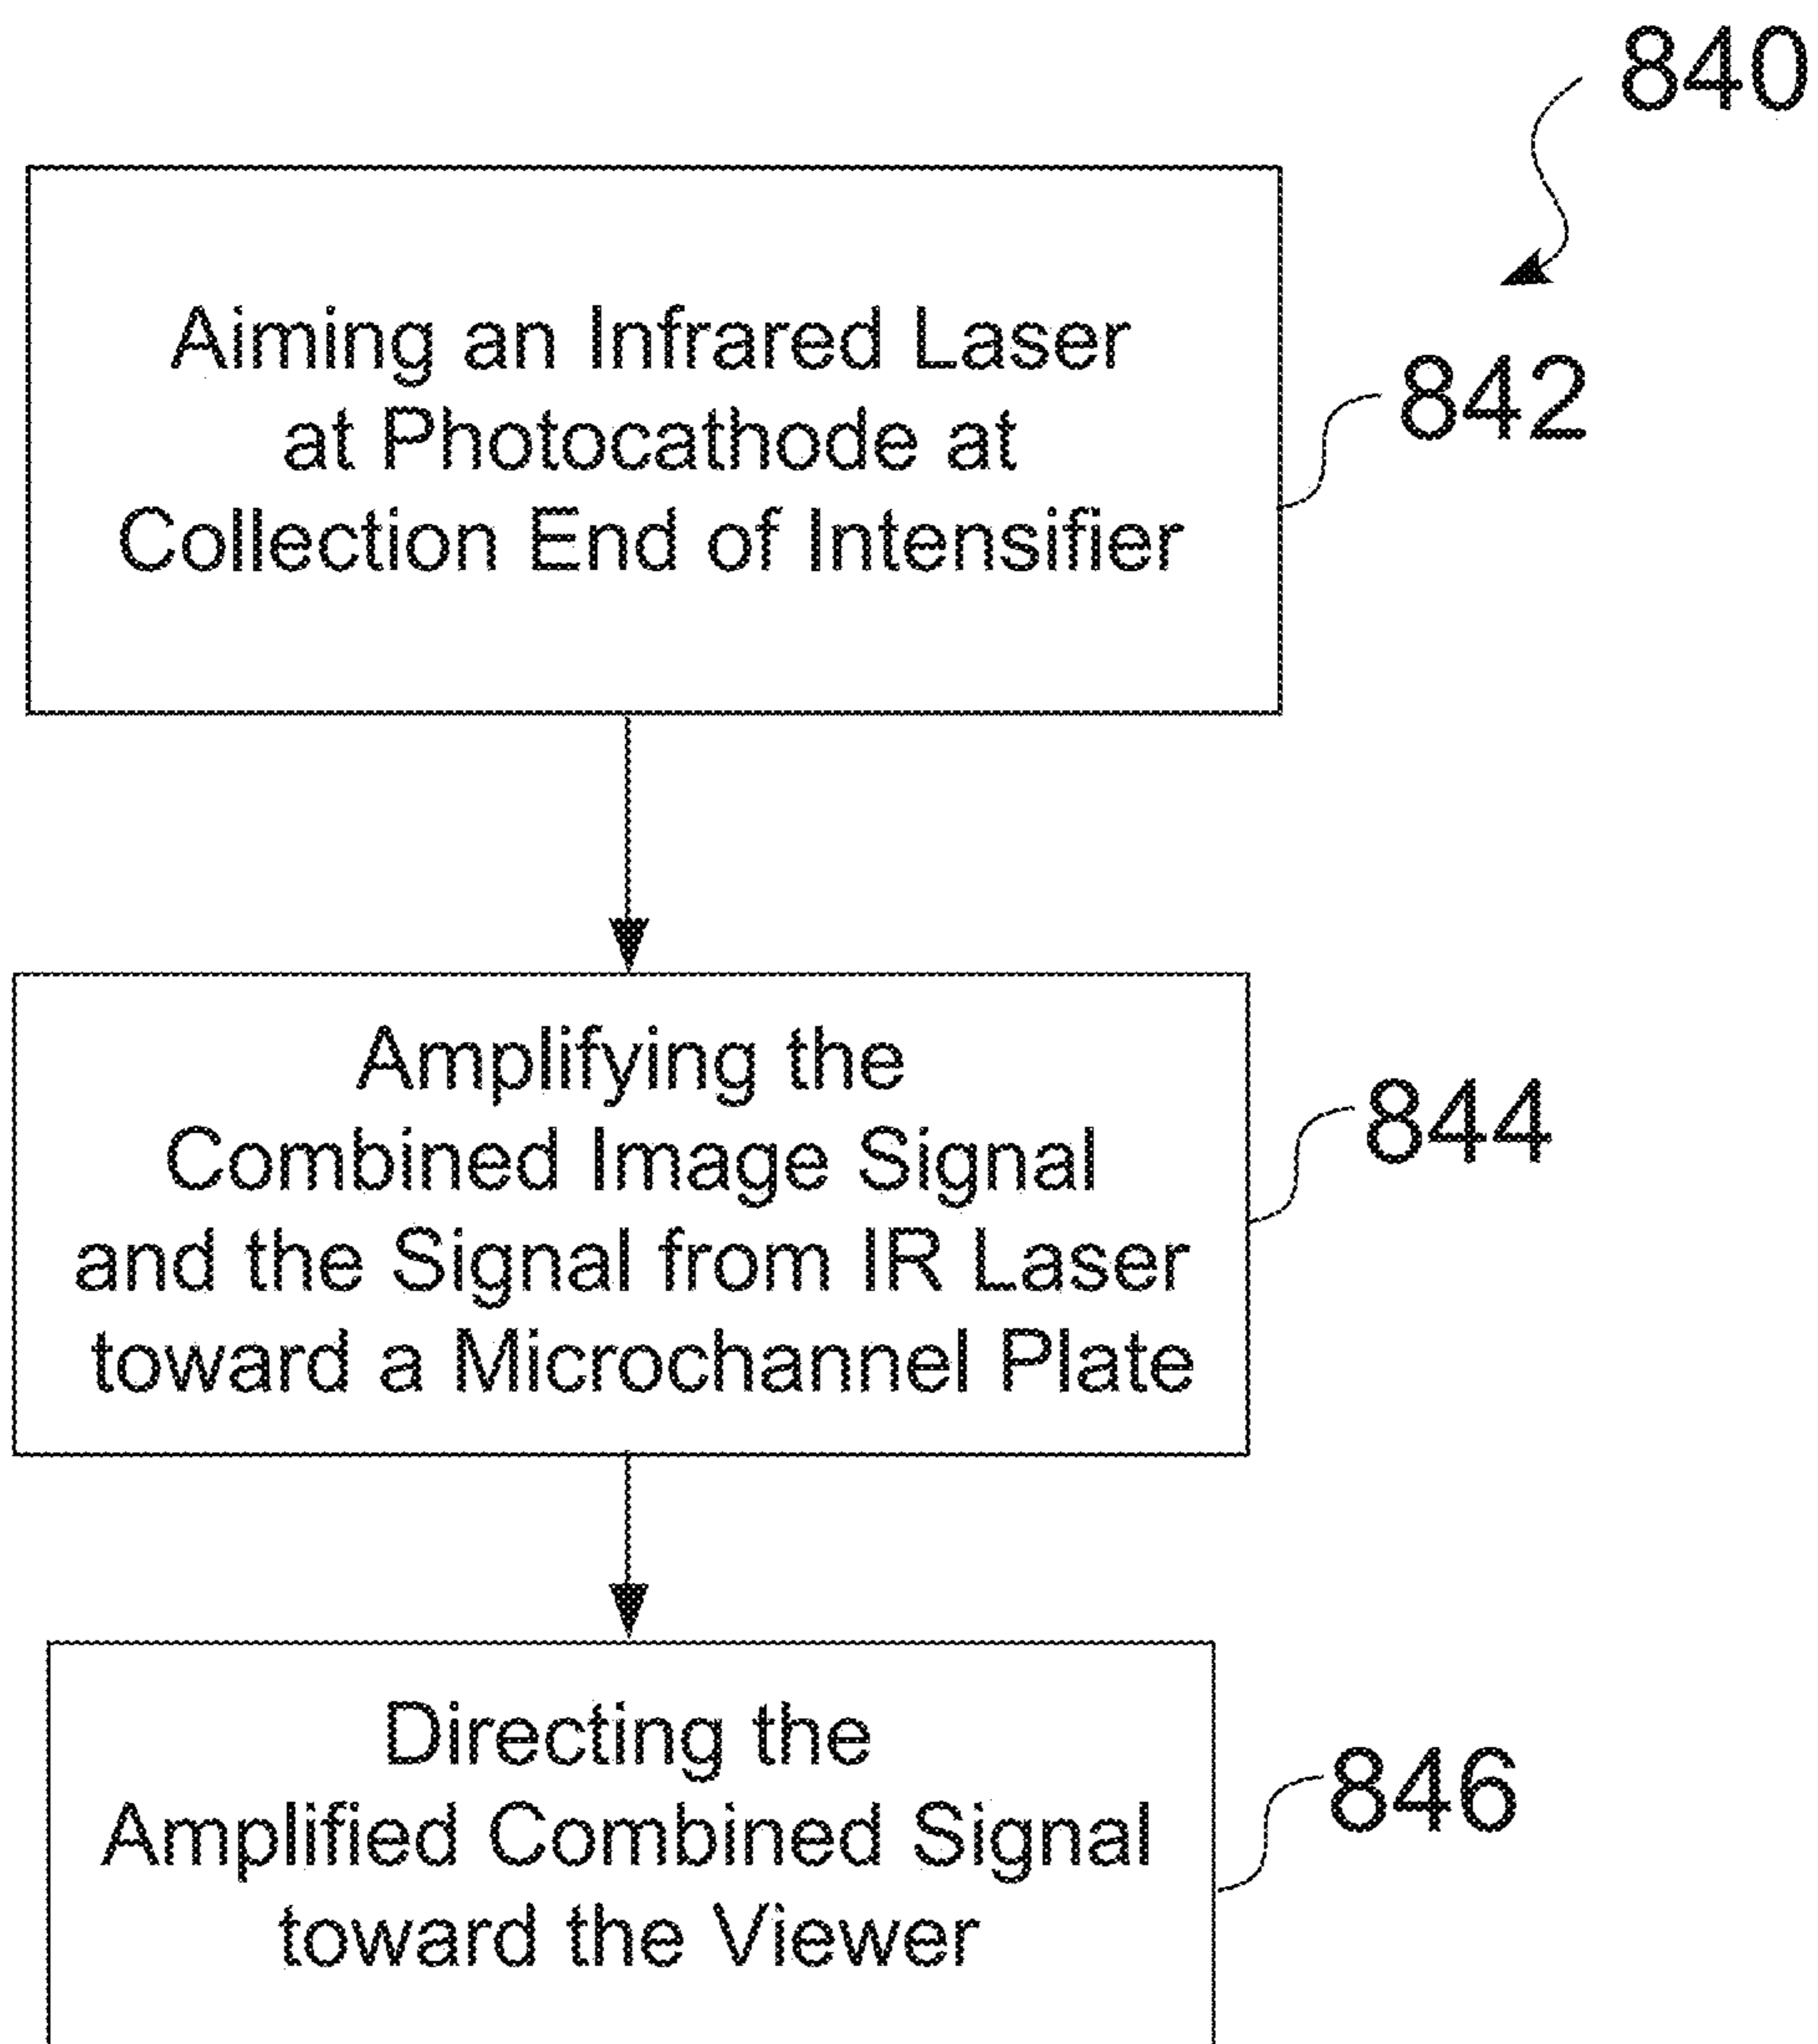 840
Aiming an Infrared Laser
at Photocathode at
Collection End of Intensifier
842
Amplifying the
Combined Image Signal
and the Signal from IR Laser
toward a Microchannel Plate
844
Directing the
Amplified Combined Signal
toward the Viewer
846